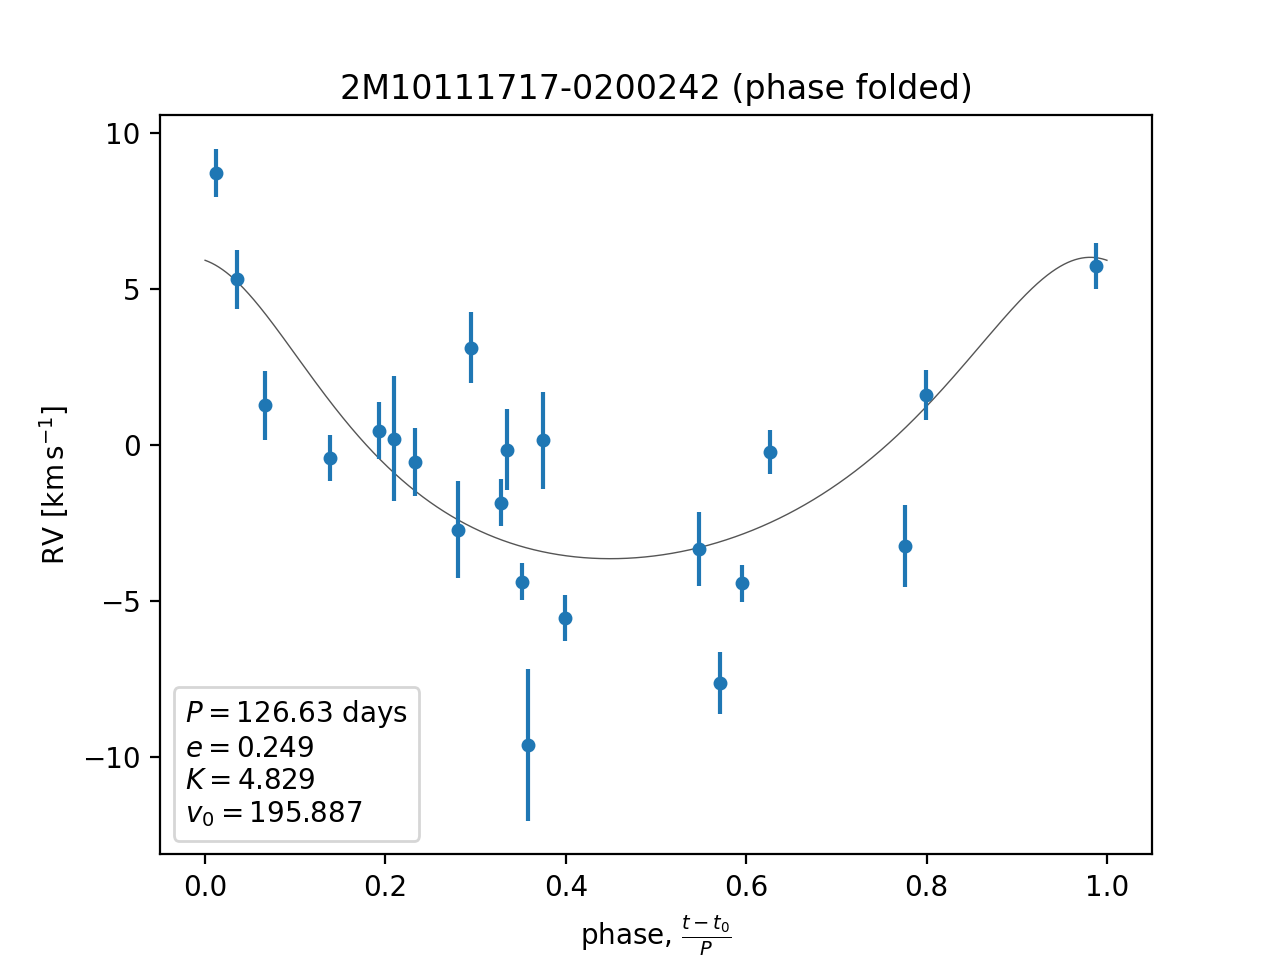 2M10111717-0200242 (phase folded)
RV [km s⁻¹]
10
5
0
−5
−10
P = 126.63 days
e = 0.249
K = 4.829
v₀ = 195.887
0.0 0.2 0.4 0.6 0.8 1.0
phase, (t − t₀)/P